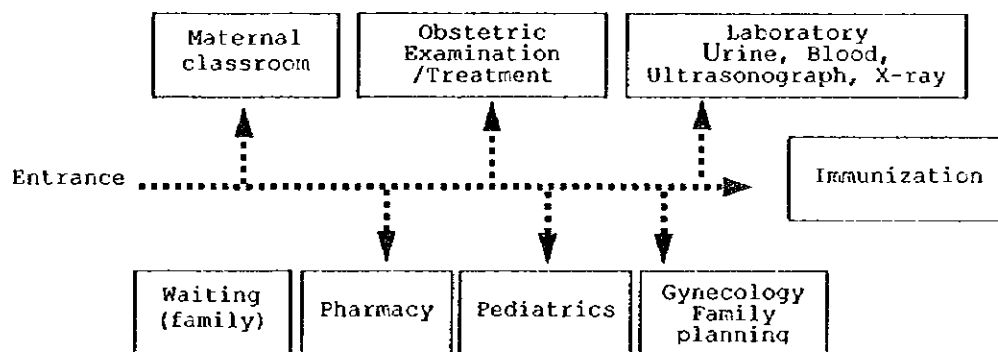 Maternal
classroom
Obstetric
Examination
/Treatment
Laboratory
Urine, Blood,
Ultrasonograph, X-ray
Entrance
Immunization
Waiting
(family)
Pharmacy
Pediatrics
Gynecology
Family
planning